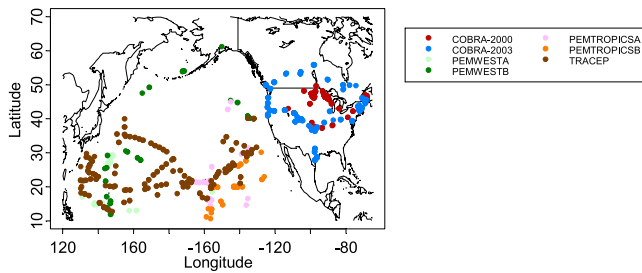 70
60
50
40
30
20
10
Latitude
120
160
-160
-120
-80
Longitude
COBRA-2000
COBRA-2003
PEMWESTA
PEMWESTB
PEMTROPICSA
PEMTROPICSB
TRACEP